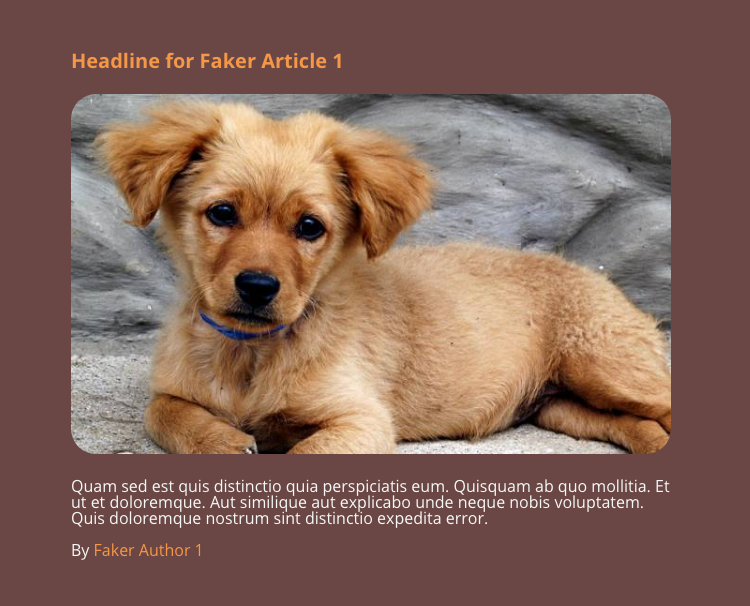 Headline for Faker Article 1
Quam sed est quis distinctio quia perspiciatis eum. Quisquam ab quo mollitia. Et
ut et doloremque. Aut similique aut explicabo unde neque nobis voluptatem.
Quis doloremque nostrum sint distinctio expedita error.
By Faker Author 1